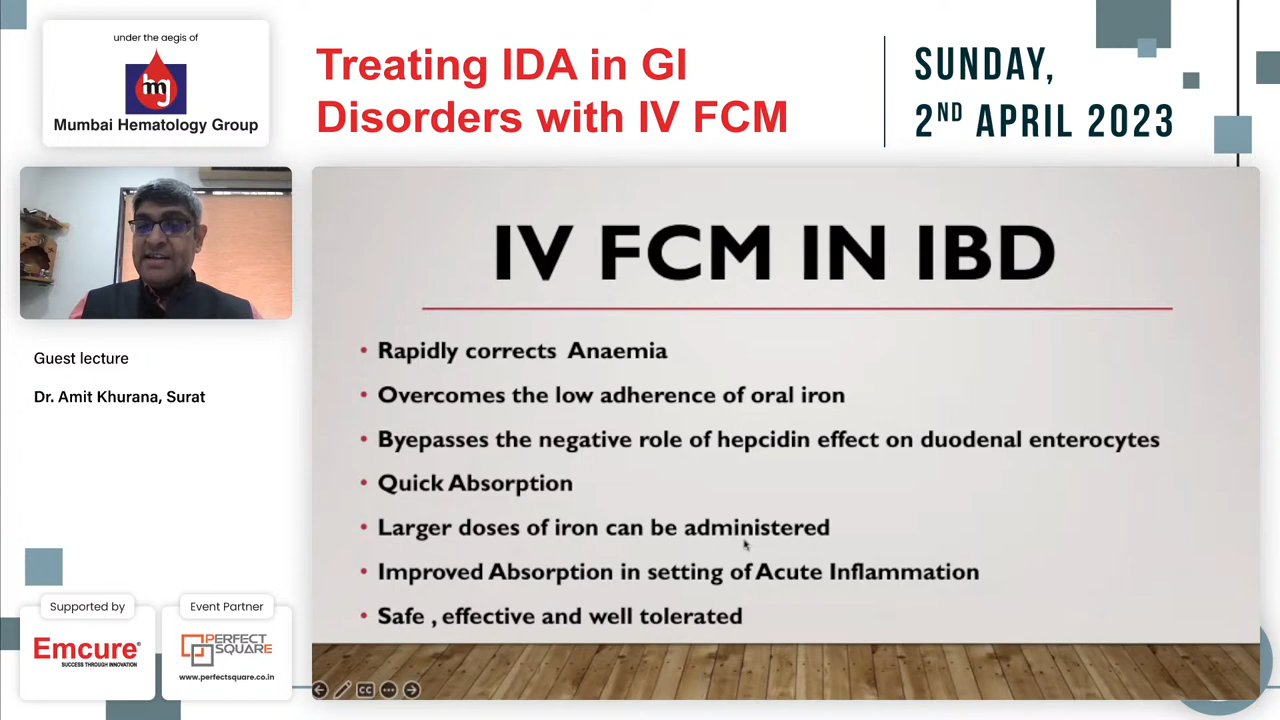 under the aegis of
mhg
Mumbai Hematology Group
Treating IDA in GI
Disorders with IV FCM
SUNDAY,
2ND APRIL 2023
Guest lecture
Dr. Amit Khurana, Surat
IV FCM IN IBD
• Rapidly corrects Anaemia
• Overcomes the low adherence of oral iron
• Byepasses the negative role of hepcidin effect on duodenal enterocytes
• Quick Absorption
• Larger doses of iron can be administered
• Improved Absorption in setting of Acute Inflammation
• Safe , effective and well tolerated
Supported by
Emcure®
SUCCESS THROUGH INNOVATION
Event Partner
PERFECT
SQUARE
www.perfectsquare.co.in
CC